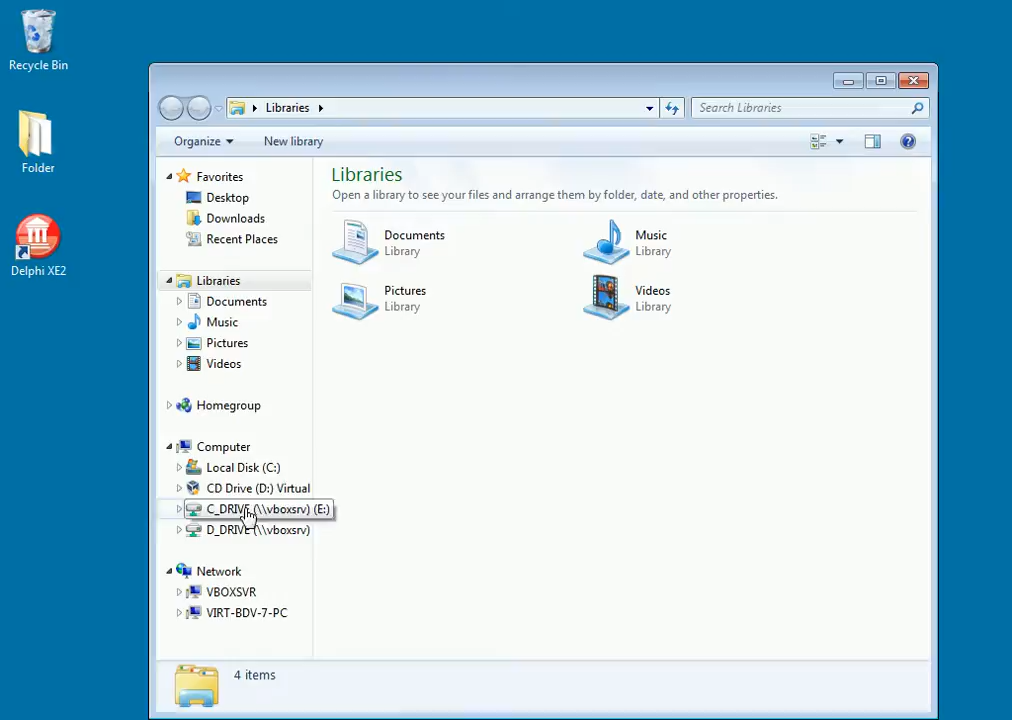 Recycle Bin
Folder
Delphi XE2
Libraries
Search Libraries
Organize
New library
Favorites
Desktop
Downloads
Recent Places
Libraries
Documents
Music
Pictures
Videos
Homegroup
Computer
Local Disk (C:)
CD Drive (D:) Virtual
C_DRIVE (\\vboxsrv) (E:)
D_DRIVE (\\vboxsrv)
Network
VBOXSVR
VIRT-BDV-7-PC
Libraries
Open a library to see your files and arrange them by folder, date, and other properties.
Documents
Library
Music
Library
Pictures
Library
Videos
Library
4 items